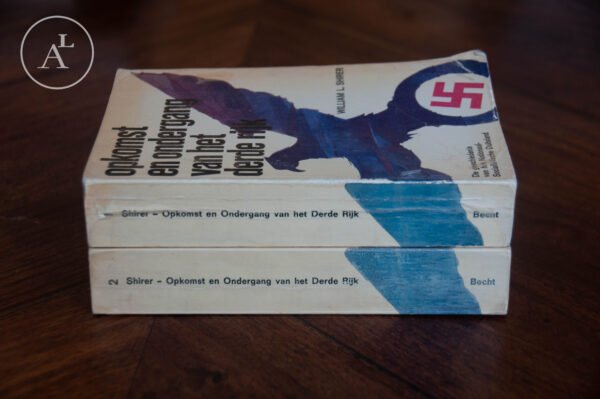 AL
opkomst
en ondergang
van het
derde rijk
WILLIAM L. SHIRER
De geschiedenis
van het Nationaal-
Socialistische Duitsland
1 Shirer – Opkomst en Ondergang van het Derde Rijk Becht
2 Shirer – Opkomst en Ondergang van het Derde Rijk Becht